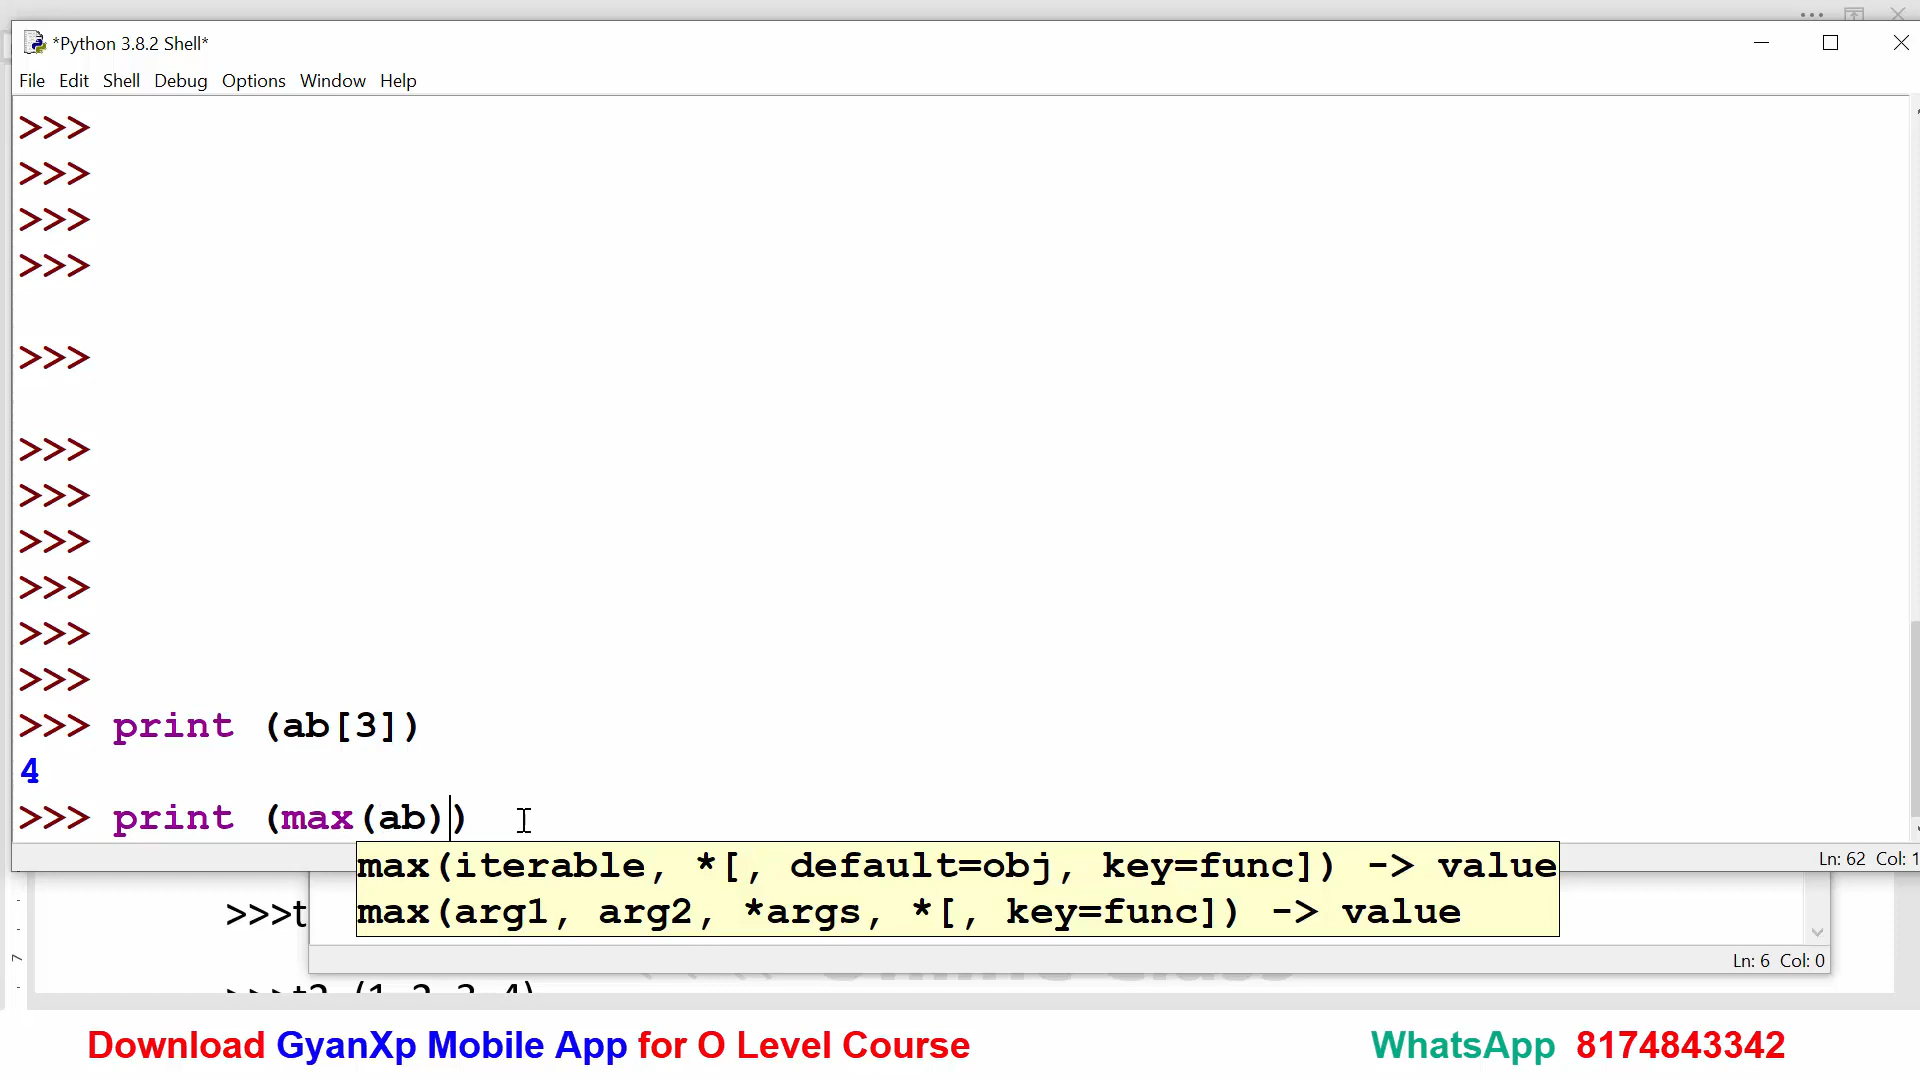 *Python 3.8.2 Shell*
File Edit Shell Debug Options Window Help
>>>
>>>
>>>
>>>
>>>
>>>
>>>
>>>
>>>
>>>
>>>
>>> print (ab[3])
4
>>> print (max(ab))
Ln: 62 Col: 1
max(iterable, *[, default=obj, key=func]) -> value
>>>t
max(arg1, arg2, *args, *[, key=func]) -> value
7
Ln: 6 Col: 0
Download GyanXp Mobile App for O Level Course
WhatsApp 8174843342